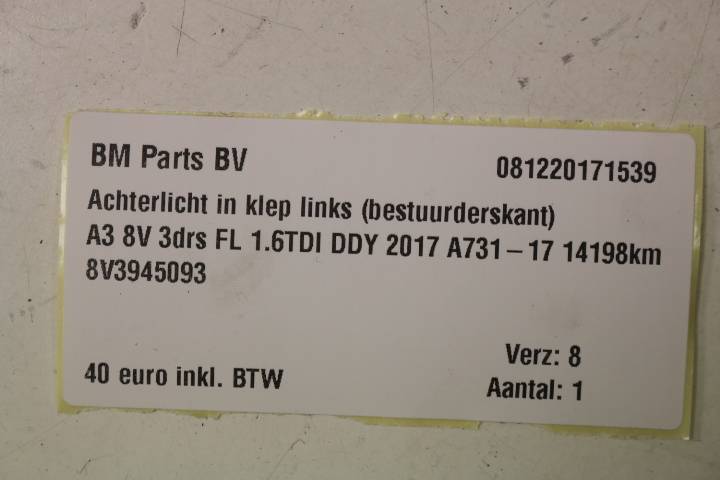 BM Parts BV 081220171539
Achterlicht in klep links (bestuurderskant)
A3 8V 3drs FL 1.6TDI DDY 2017 A731-17 14198km
8V3945093
Verz: 8
40 euro inkl. BTW Aantal: 1